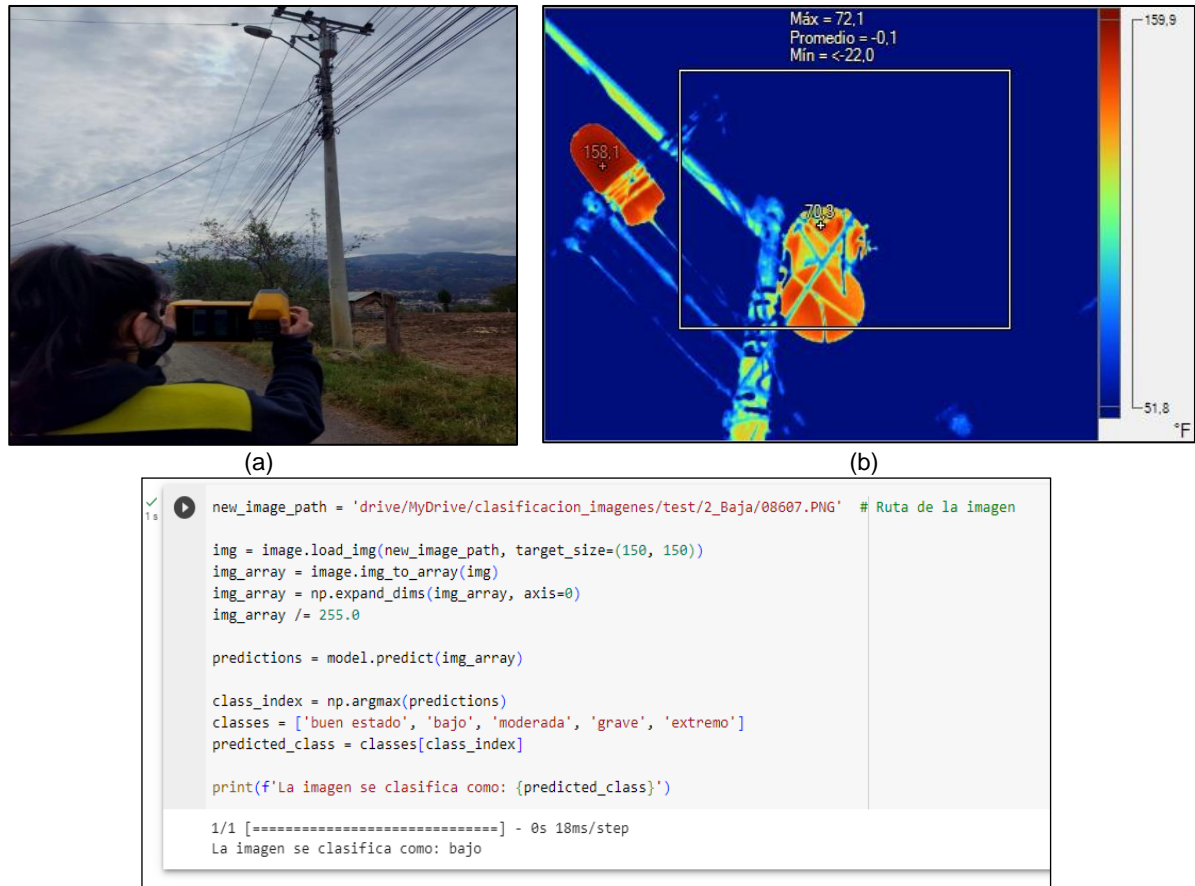 Máx = 72,1
Promedio = -0,1
Mín = <-22,0
159,9
158,1
70,3
51,8
°F
(a)
(b)
1 s
new_image_path = 'drive/MyDrive/clasificacion_imagenes/test/2_Baja/08607.PNG'  # Ruta de la imagen
img = image.load_img(new_image_path, target_size=(150, 150))
img_array = image.img_to_array(img)
img_array = np.expand_dims(img_array, axis=0)
img_array /= 255.0
predictions = model.predict(img_array)
class_index = np.argmax(predictions)
classes = ['buen estado', 'bajo', 'moderada', 'grave', 'extremo']
predicted_class = classes[class_index]
print(f'La imagen se clasifica como: {predicted_class}')
1/1 [==============================] - 0s 18ms/step
La imagen se clasifica como: bajo